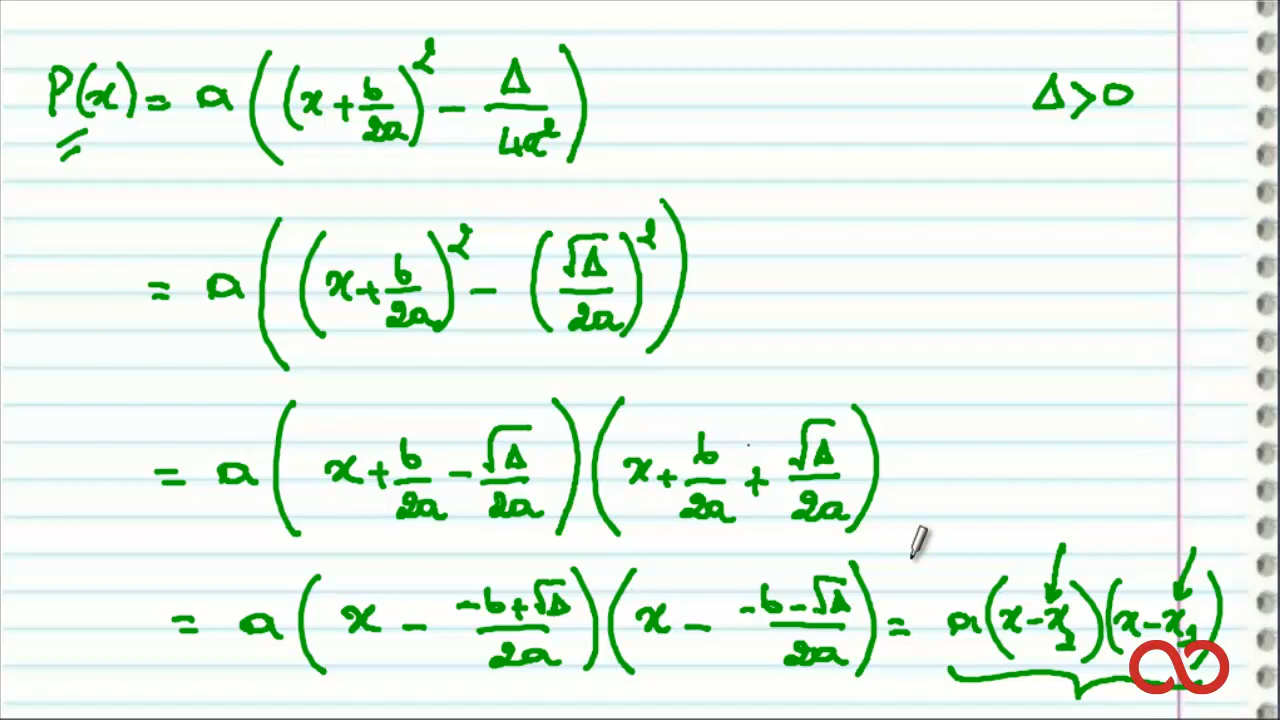 P(x) = a((x + b/2a)² − Δ/4a²) Δ > 0
= a((x + b/2a)² − (√Δ/2a)²)
= a(x + b/2a − √Δ/2a)(x + b/2a + √Δ/2a)
= a(x − (−b + √Δ)/2a)(x − (−b − √Δ)/2a) = a(x − x₂)(x − x₁)